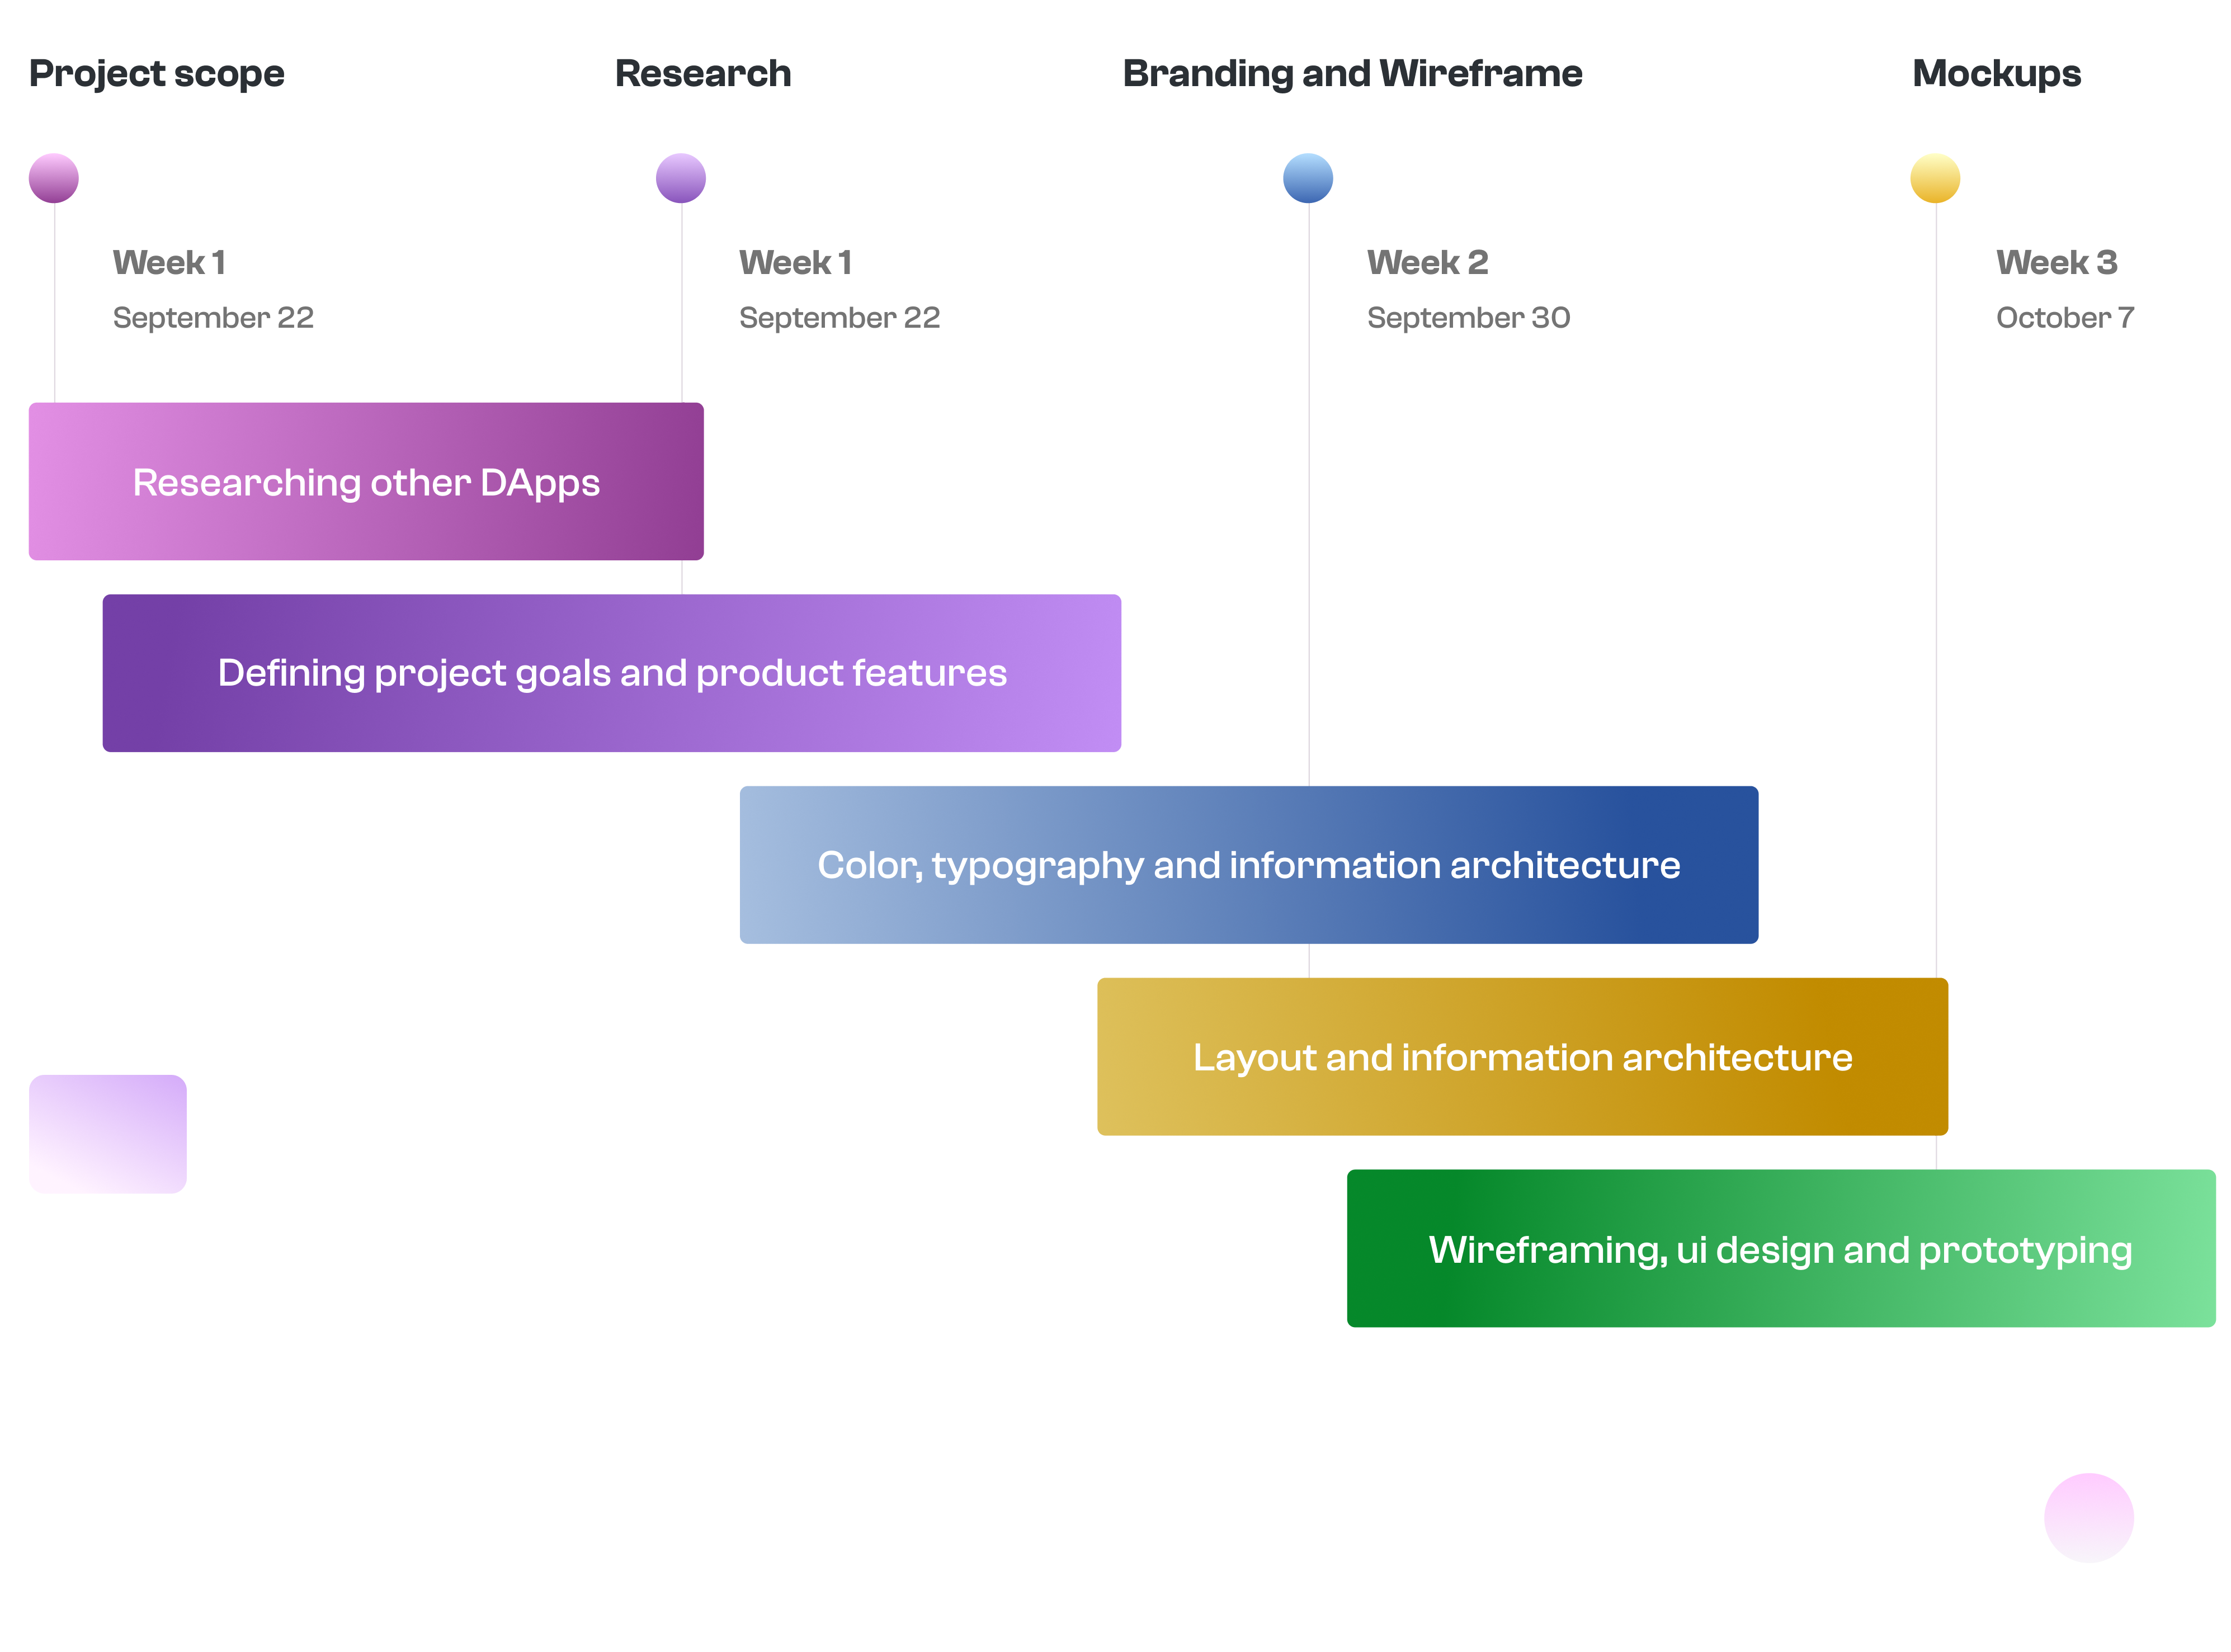 Project scope
Research
Branding and Wireframe
Mockups
Week 1
September 22
Week 1
September 22
Week 2
September 30
Week 3
October 7
Researching other DApps
Defining project goals and product features
Color, typography and information architecture
Layout and information architecture
Wireframing, ui design and prototyping